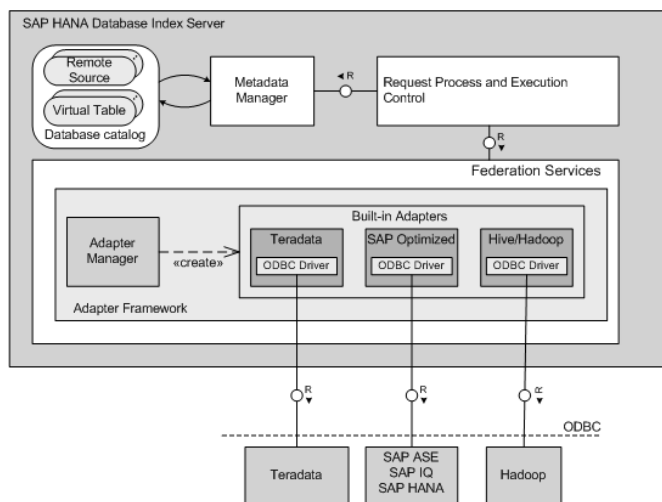 SAP HANA Database Index Server
Remote
Source
Virtual Table
Database catalog
Metadata
Manager
R
Request Process and Execution
Control
R
Federation Services
Built-in Adapters
Adapter
Manager
«create»
Teradata
ODBC Driver
SAP Optimized
ODBC Driver
Hive/Hadoop
ODBC Driver
Adapter Framework
R
R
R
ODBC
Teradata
SAP ASE
SAP IQ
SAP HANA
Hadoop